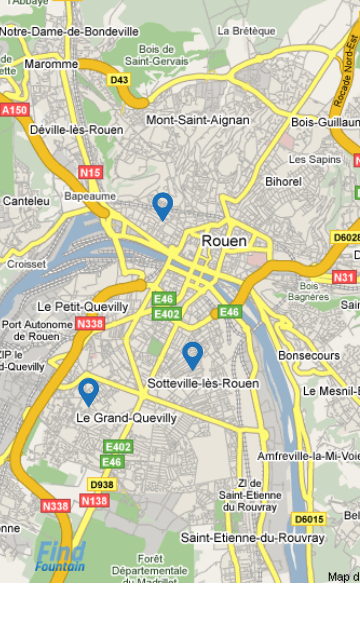 l'Abbaye
La Brêteque
Notre-Dame-de-Bondeville
Bois de
Saint-Gervais
Maromme
D43
Rocade Nord-Est
A150
Mont-Saint-Aignan
Bois-Guillaum
Déville-lès-Rouen
Les Sapins
N15
Bihorel
Bapeaume
Canteleu
D6028
Rouen
Croisset
N31
Bois
Bagnères
E46
Le Petit-Quevilly
E402
E46
Sain
Port Autonome
de Rouen
N338
ZIP le
d-Quevilly
Bonsecours
Sotteville-lès-Rouen
Le Mesnil-E
Le Grand-Quevilly
E402
E46
Amfreville-la-Mi-Voie
D938
ZI de
Saint-Etienne
du Rouvray
N138
N338
D6015
onne
Saint-Etienne-du-Rouvray
Find
Fountain
Forêt
Départementale
du Madrillet
Map d